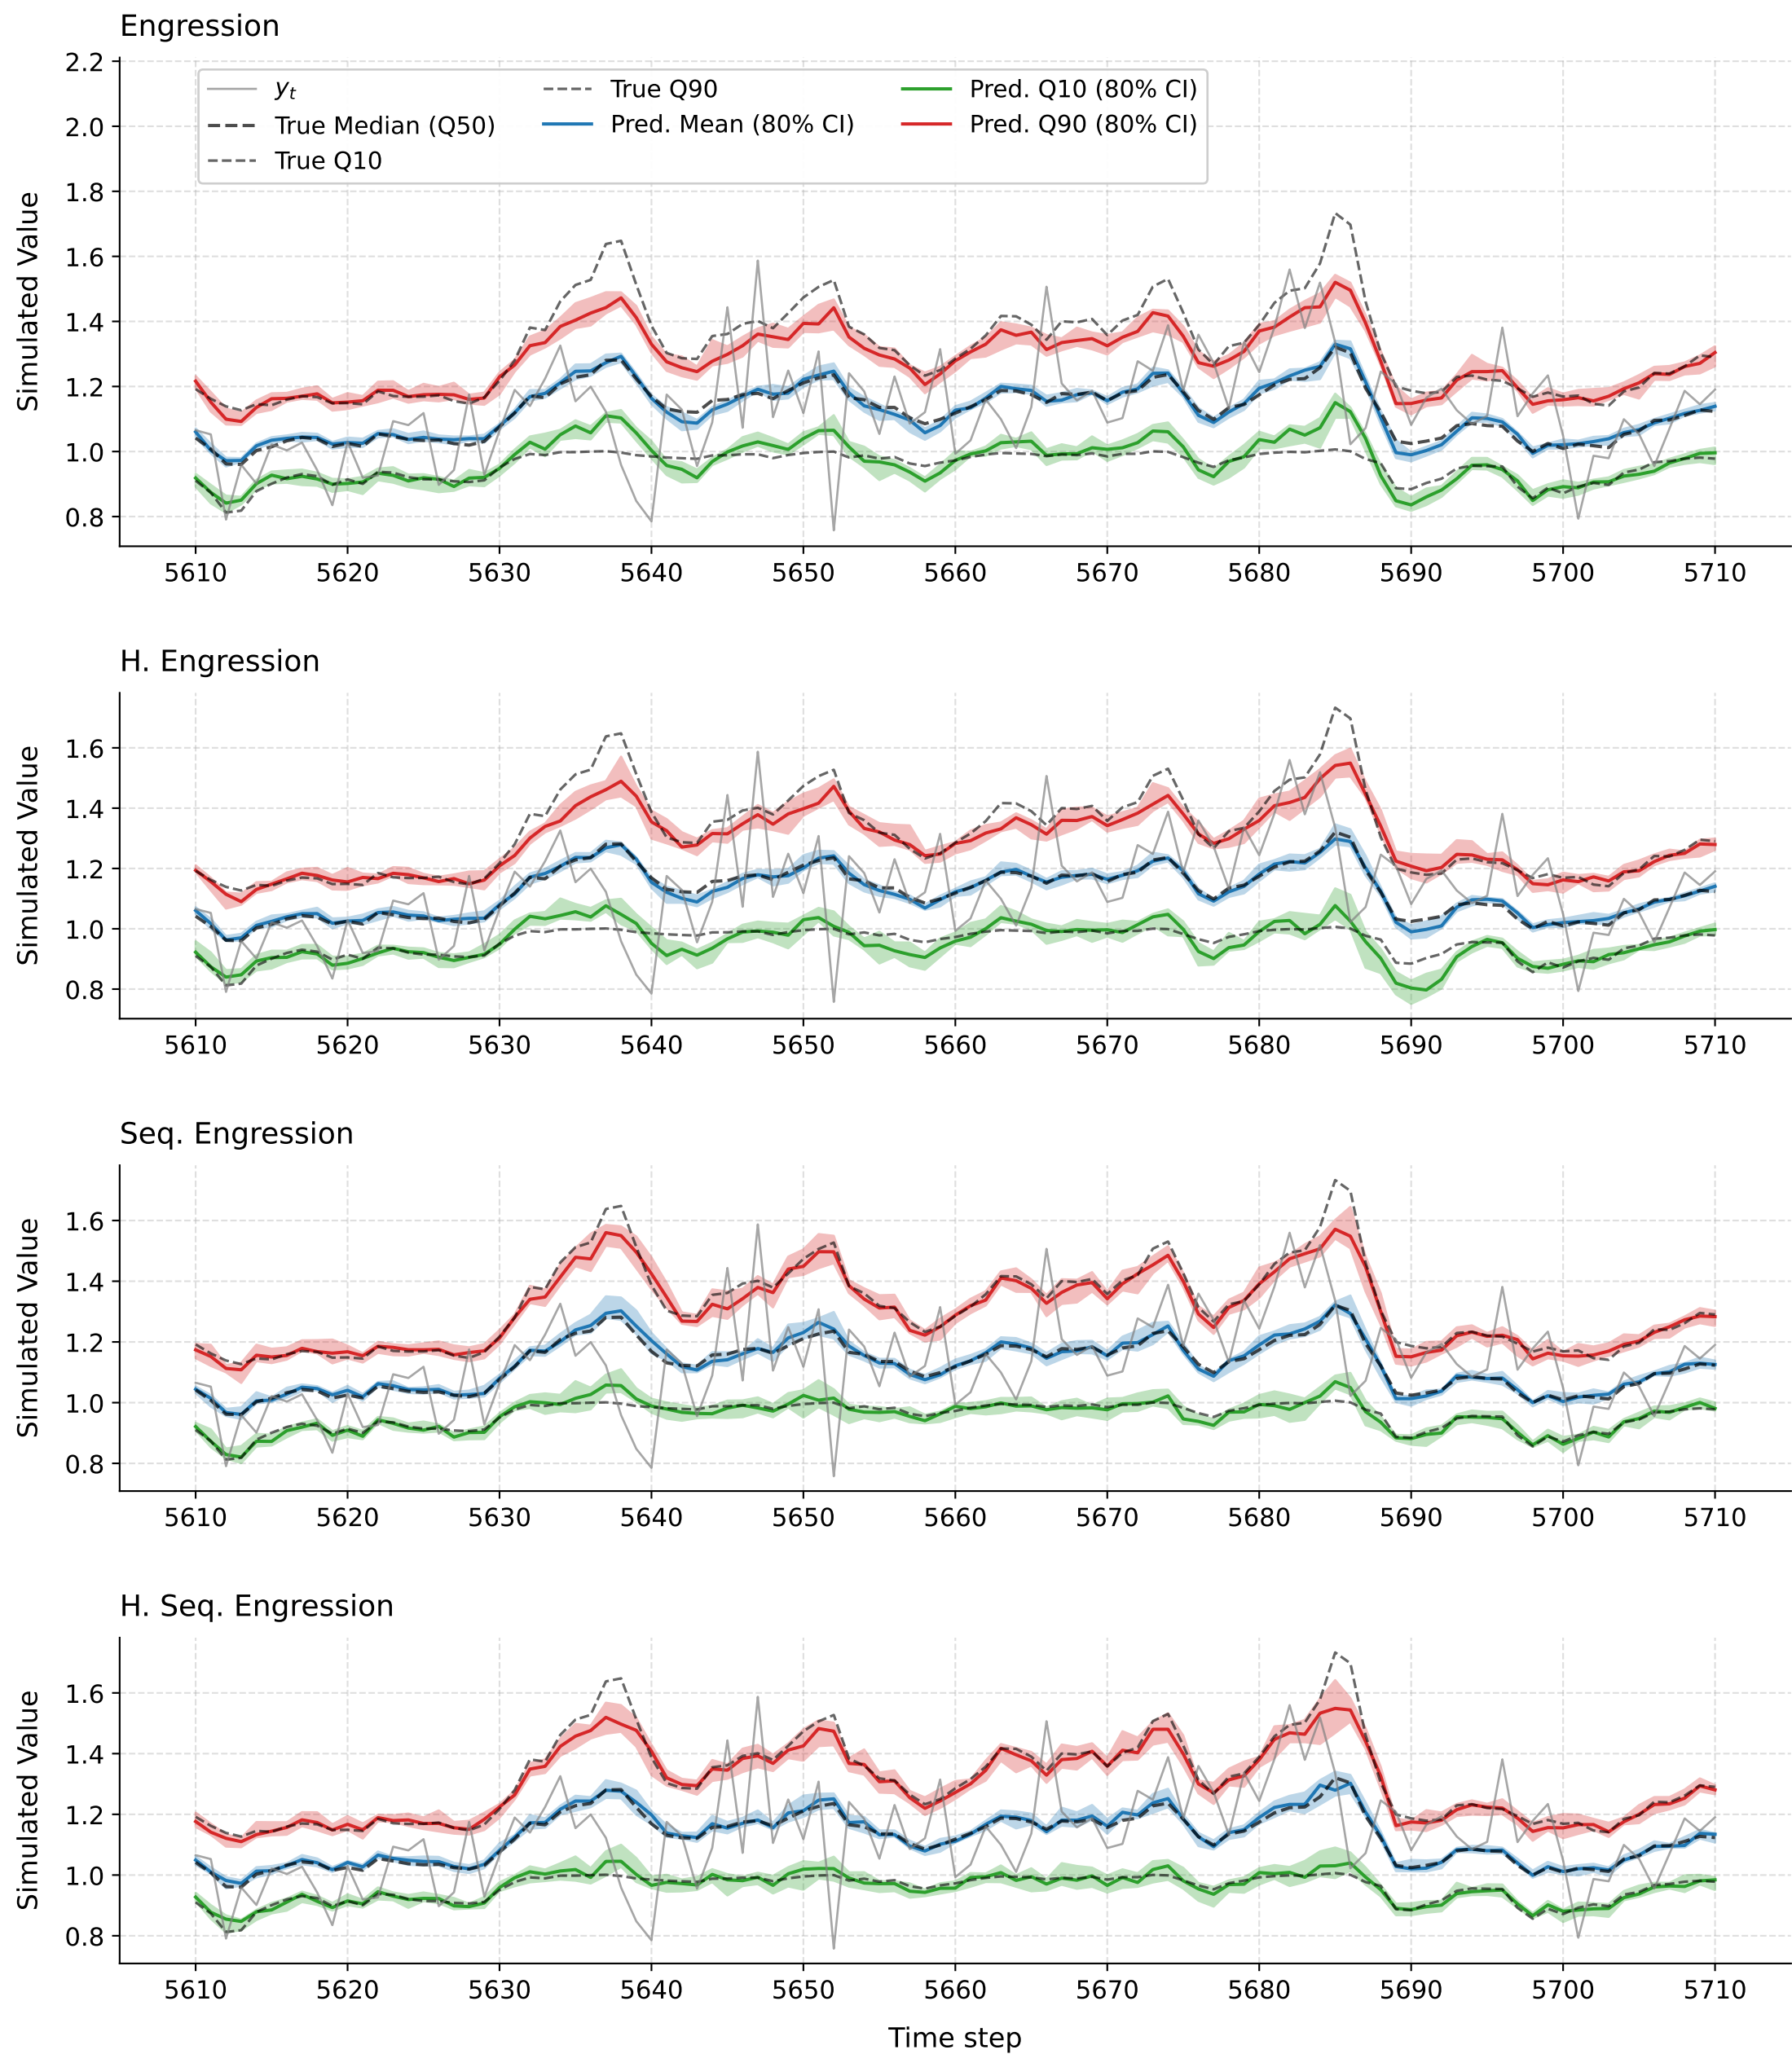 Engression
2.2
2.0
1.8
1.6
1.4
1.2
1.0
0.8
Simulated Value
y_t
True Median (Q50)
True Q10
True Q90
Pred. Mean (80% CI)
Pred. Q10 (80% CI)
Pred. Q90 (80% CI)
5610 5620 5630 5640 5650 5660 5670 5680 5690 5700 5710
H. Engression
1.6
1.4
1.2
1.0
0.8
Simulated Value
5610 5620 5630 5640 5650 5660 5670 5680 5690 5700 5710
Seq. Engression
1.6
1.4
1.2
1.0
0.8
Simulated Value
5610 5620 5630 5640 5650 5660 5670 5680 5690 5700 5710
H. Seq. Engression
1.6
1.4
1.2
1.0
0.8
Simulated Value
5610 5620 5630 5640 5650 5660 5670 5680 5690 5700 5710
Time step